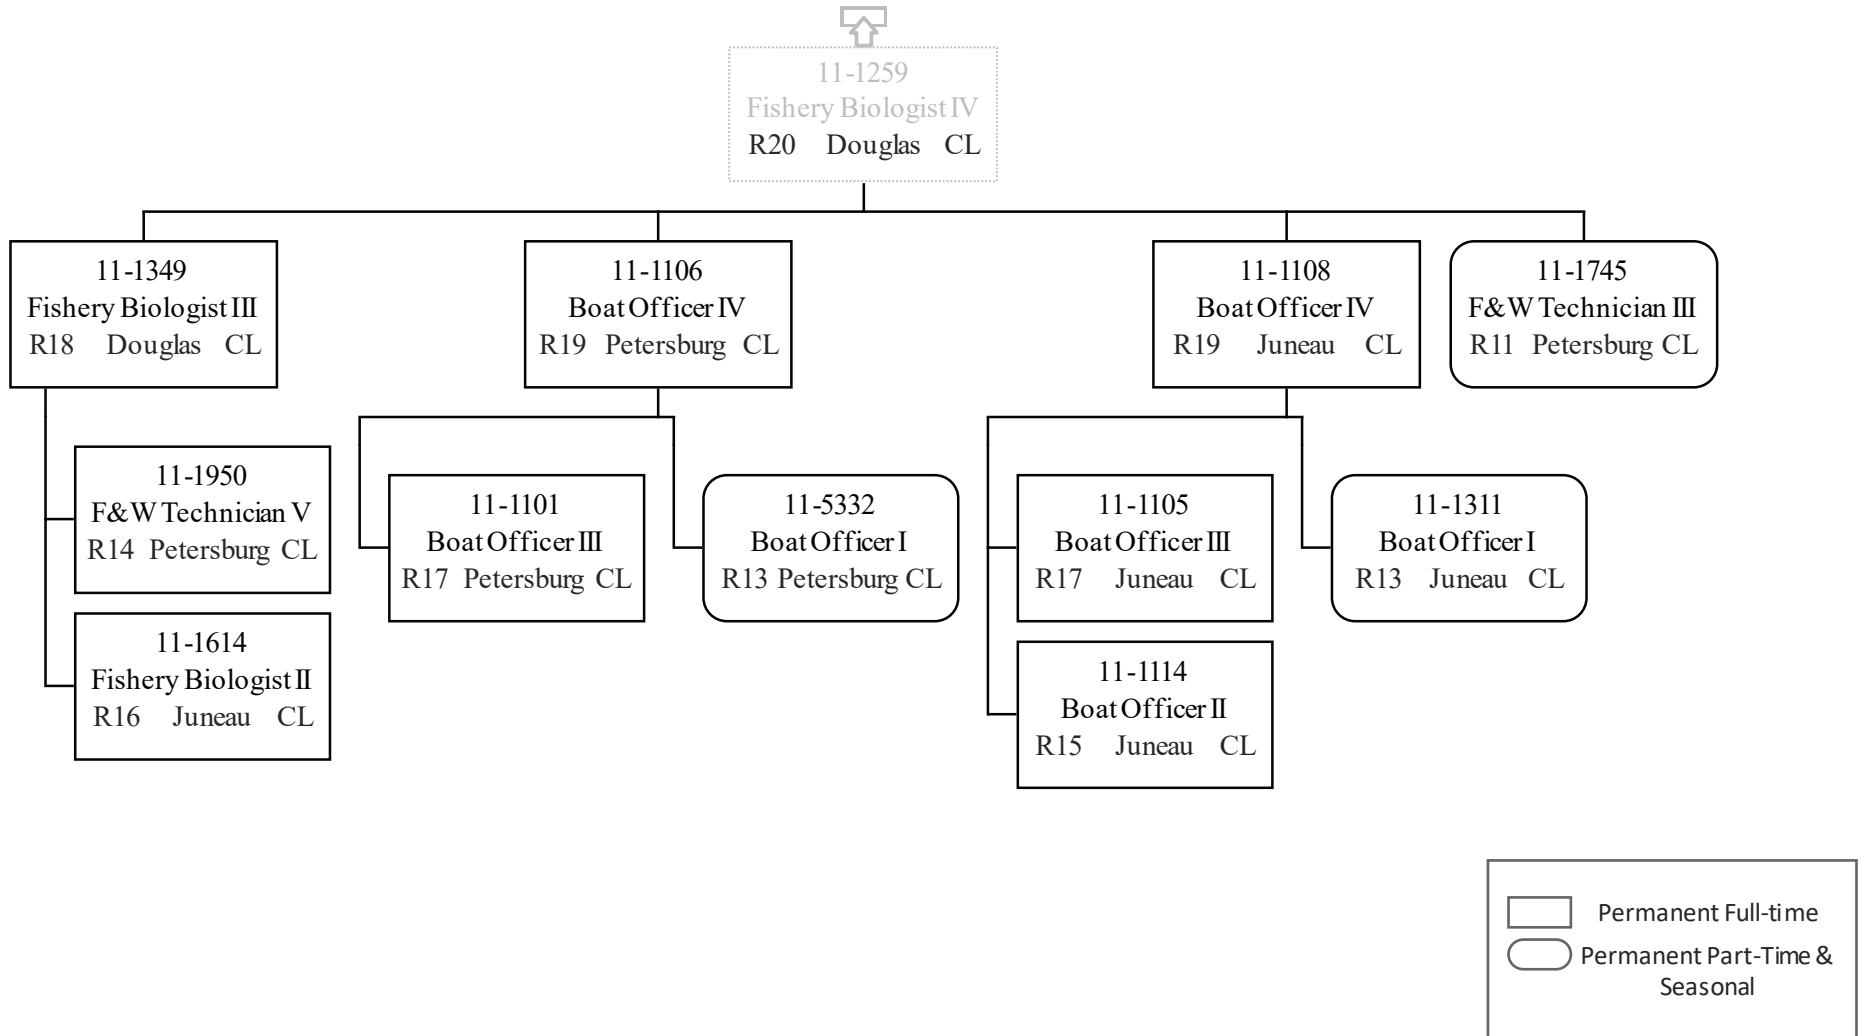 11-1259
Fishery Biologist IV
R20 Douglas CL
11-1349
Fishery Biologist III
R18 Douglas CL
11-1106
Boat Officer IV
R19 Petersburg CL
11-1108
Boat Officer IV
R19 Juneau CL
11-1745
F&W Technician III
R11 Petersburg CL
11-1950
F&W Technician V
R14 Petersburg CL
11-1614
Fishery Biologist II
R16 Juneau CL
11-1101
Boat Officer III
R17 Petersburg CL
11-5332
Boat Officer I
R13 Petersburg CL
11-1105
Boat Officer III
R17 Juneau CL
11-1114
Boat Officer II
R15 Juneau CL
11-1311
Boat Officer I
R13 Juneau CL
Permanent Full-time
Permanent Part-Time &
Seasonal